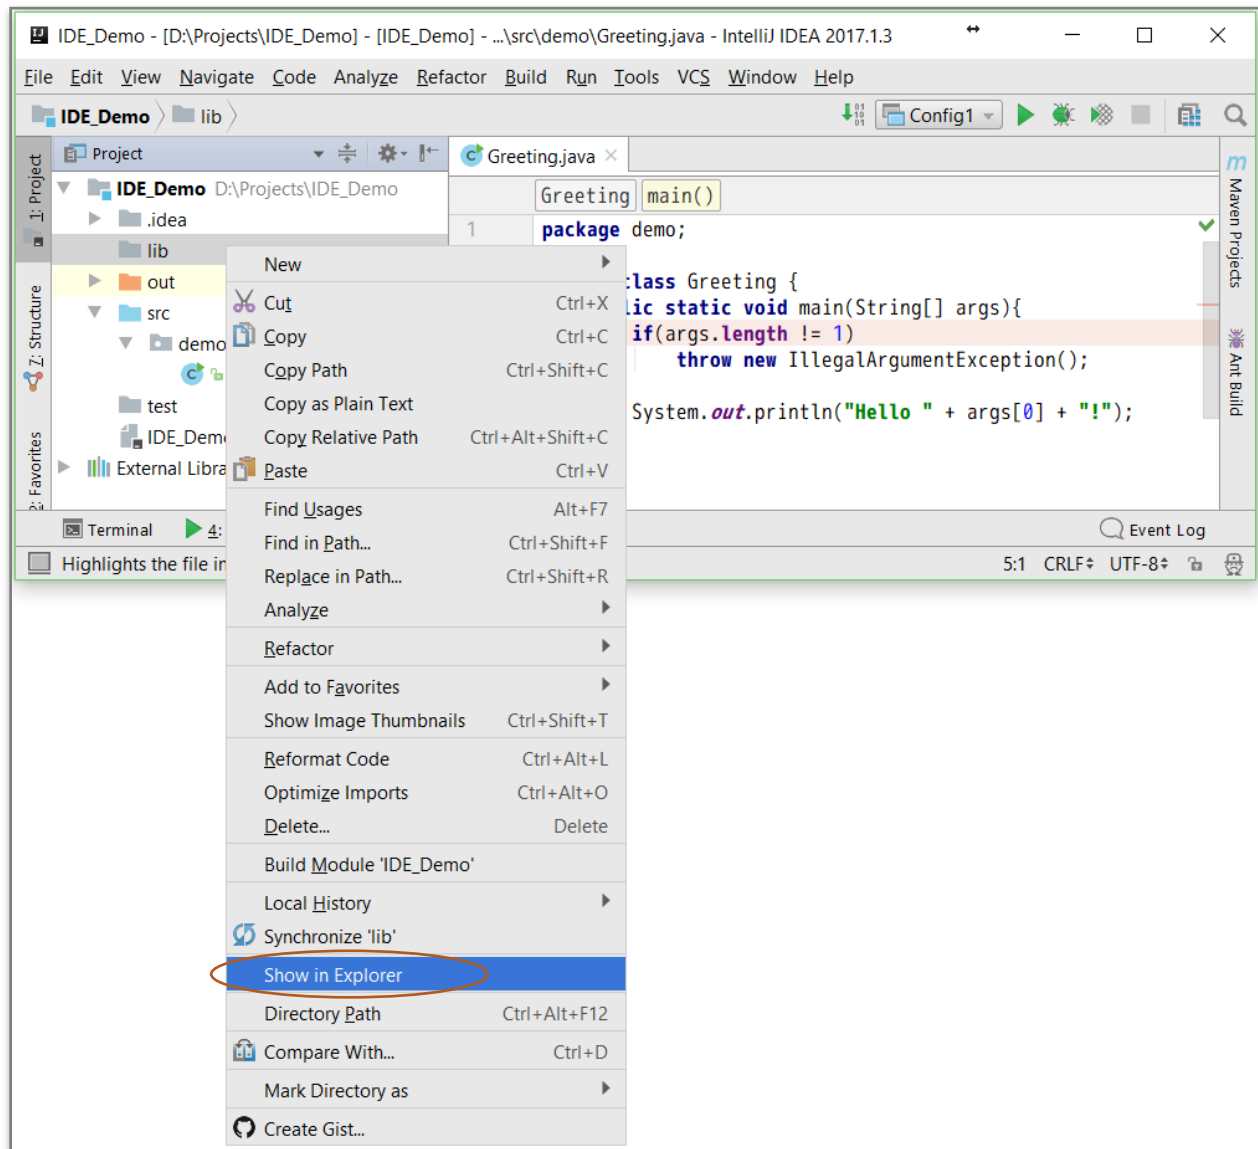 IDE_Demo - [D:\Projects\IDE_Demo] - [IDE_Demo] - ...\src\demo\Greeting.java - IntelliJ IDEA 2017.1.3
File Edit View Navigate Code Analyze Refactor Build Run Tools VCS Window Help
IDE_Demo lib Config1
1: Project
Project
Greeting.java
IDE_Demo D:\Projects\IDE_Demo
Greeting main()
.idea
1 package demo;
lib
out
lass Greeting {
src
lic static void main(String[] args){
demo
if(args.length != 1)
throw new IllegalArgumentException();
test
System.out.println("Hello " + args[0] + "!");
IDE_Dem
External Libra
Z: Structure
Favorites
Maven Projects
Ant Build
Terminal 4:
Event Log
Highlights the file in
5:1 CRLF UTF-8
New
Cut Ctrl+X
Copy Ctrl+C
Copy Path Ctrl+Shift+C
Copy as Plain Text
Copy Relative Path Ctrl+Alt+Shift+C
Paste Ctrl+V
Find Usages Alt+F7
Find in Path... Ctrl+Shift+F
Replace in Path... Ctrl+Shift+R
Analyze
Refactor
Add to Favorites
Show Image Thumbnails Ctrl+Shift+T
Reformat Code Ctrl+Alt+L
Optimize Imports Ctrl+Alt+O
Delete... Delete
Build Module 'IDE_Demo'
Local History
Synchronize 'lib'
Show in Explorer
Directory Path Ctrl+Alt+F12
Compare With... Ctrl+D
Mark Directory as
Create Gist...